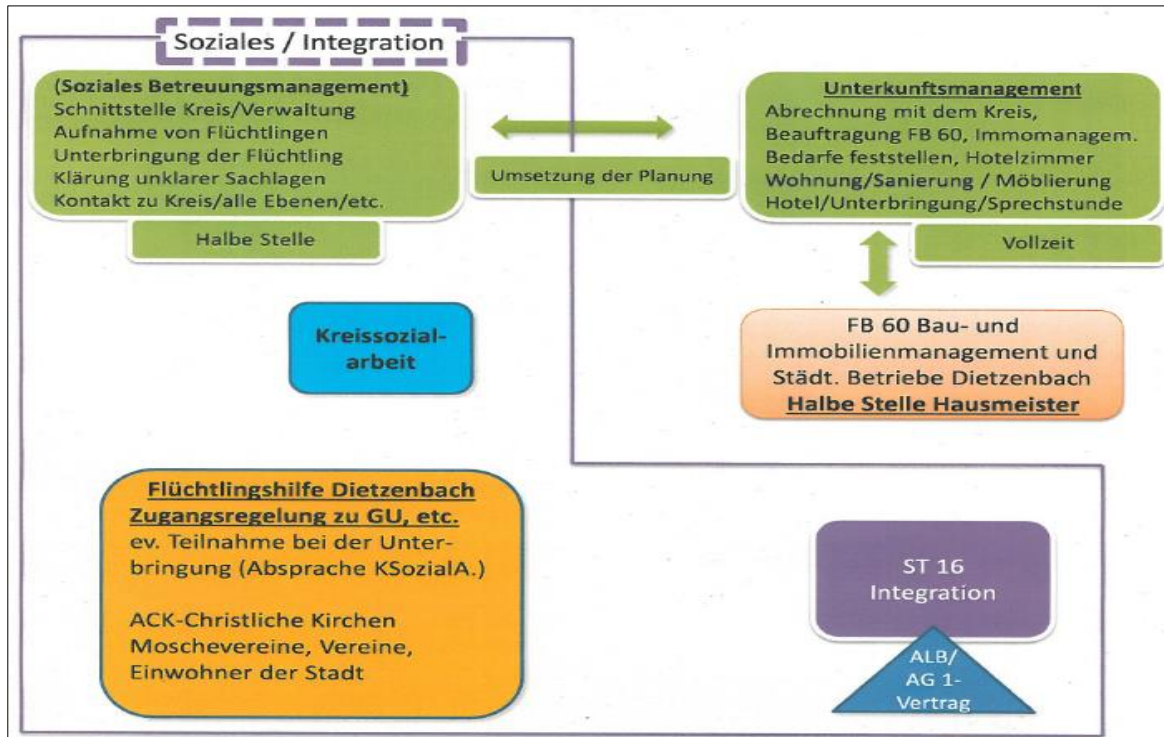 Soziales / Integration
(Soziales Betreuungsmanagement)
Schnittstelle Kreis/Verwaltung
Aufnahme von Flüchtlingen
Unterbringung der Flüchtling
Klärung unklarer Sachlagen
Kontakt zu Kreis/alle Ebenen/etc.
Halbe Stelle
Umsetzung der Planung
Unterkunftsmanagement
Abrechnung mit dem Kreis,
Beauftragung FB 60, Immomanagem.
Bedarfe feststellen, Hotelzimmer
Wohnung/Sanierung / Möblierung
Hotel/Unterbringung/Sprechstunde
Vollzeit
Kreissozial-
arbeit
FB 60 Bau- und
Immobilienmanagement und
Städt. Betriebe Dietzenbach
Halbe Stelle Hausmeister
Flüchtlingshilfe Dietzenbach
Zugangsregelung zu GU, etc.
ev. Teilnahme bei der Unter-
bringung (Absprache KSozialA.)
ACK-Christliche Kirchen
Moschevereine, Vereine,
Einwohner der Stadt
ST 16
Integration
ALB/
AG 1-
Vertrag